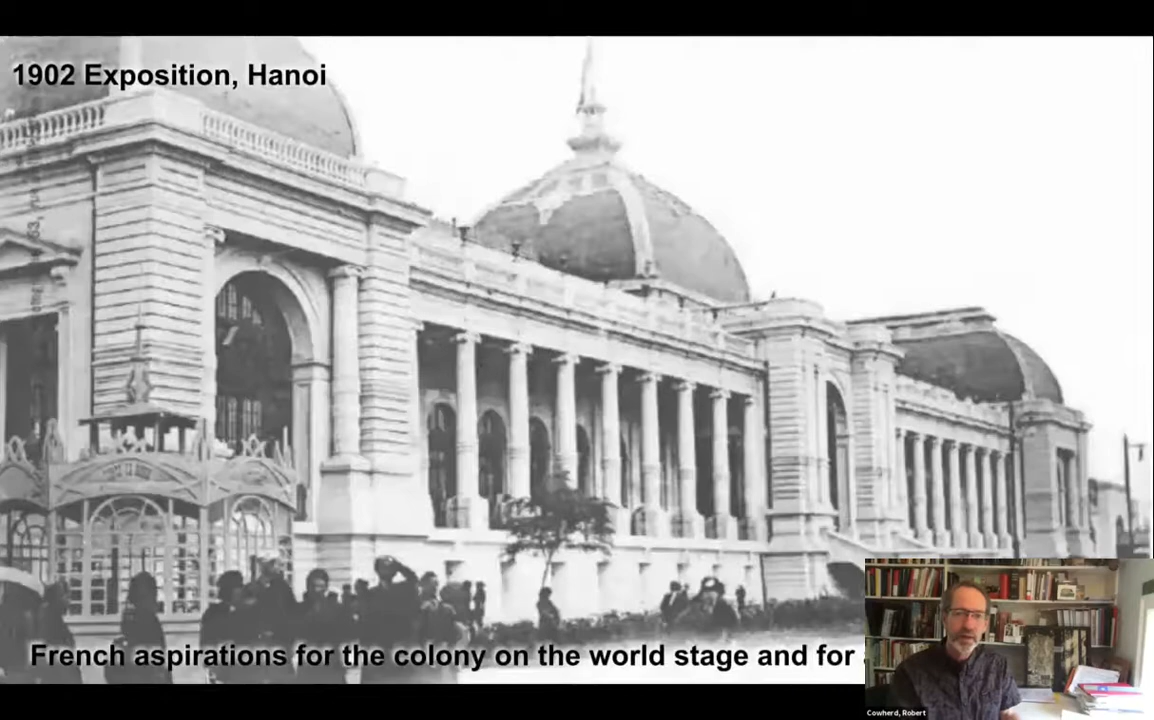 1902 Exposition, Hanoi
French aspirations for the colony on the world stage and for
Cowherd, Robert